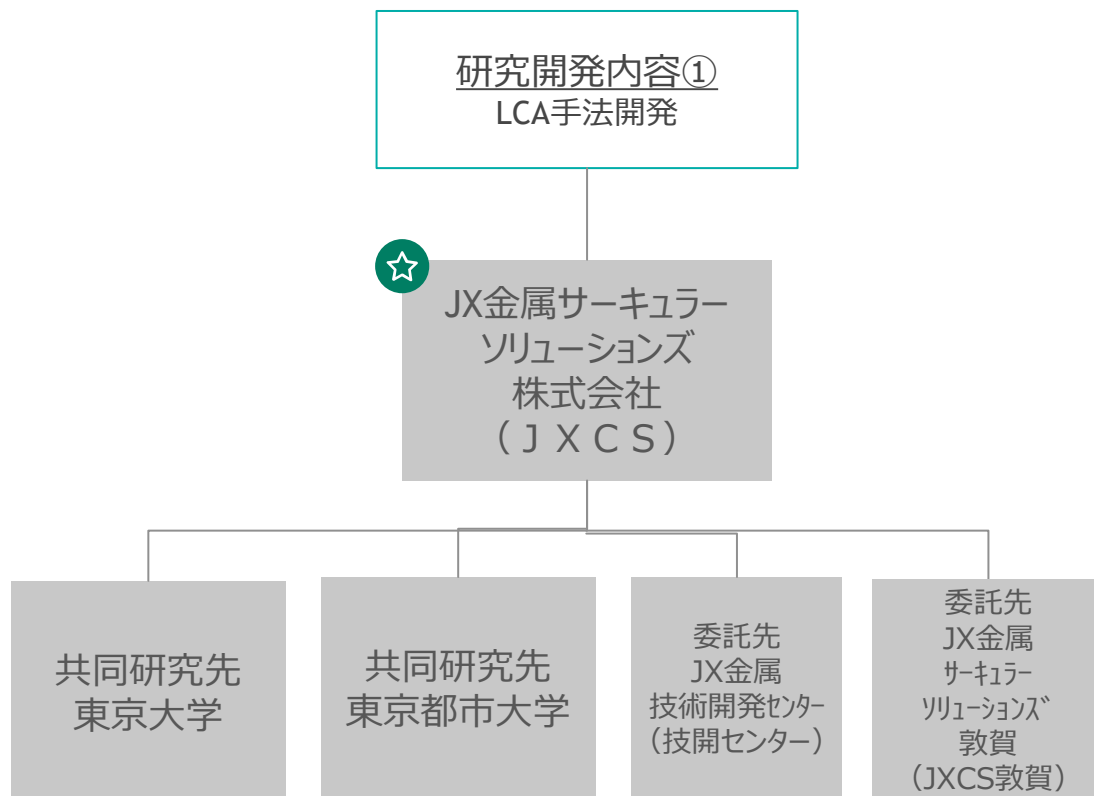 研究開発内容①
LCA手法開発
JX金属サーキュラー
ソリューションズ
株式会社
（ＪＸＣＳ）
共同研究先
東京大学
共同研究先
東京都市大学
委託先
JX金属
技術開発ｾﾝﾀｰ
（技開センター）
委託先
JX金属
ｻｰｷｭﾗｰ
ｿﾘｭｰｼｮﾝｽﾞ
敦賀
（JXCS敦賀）